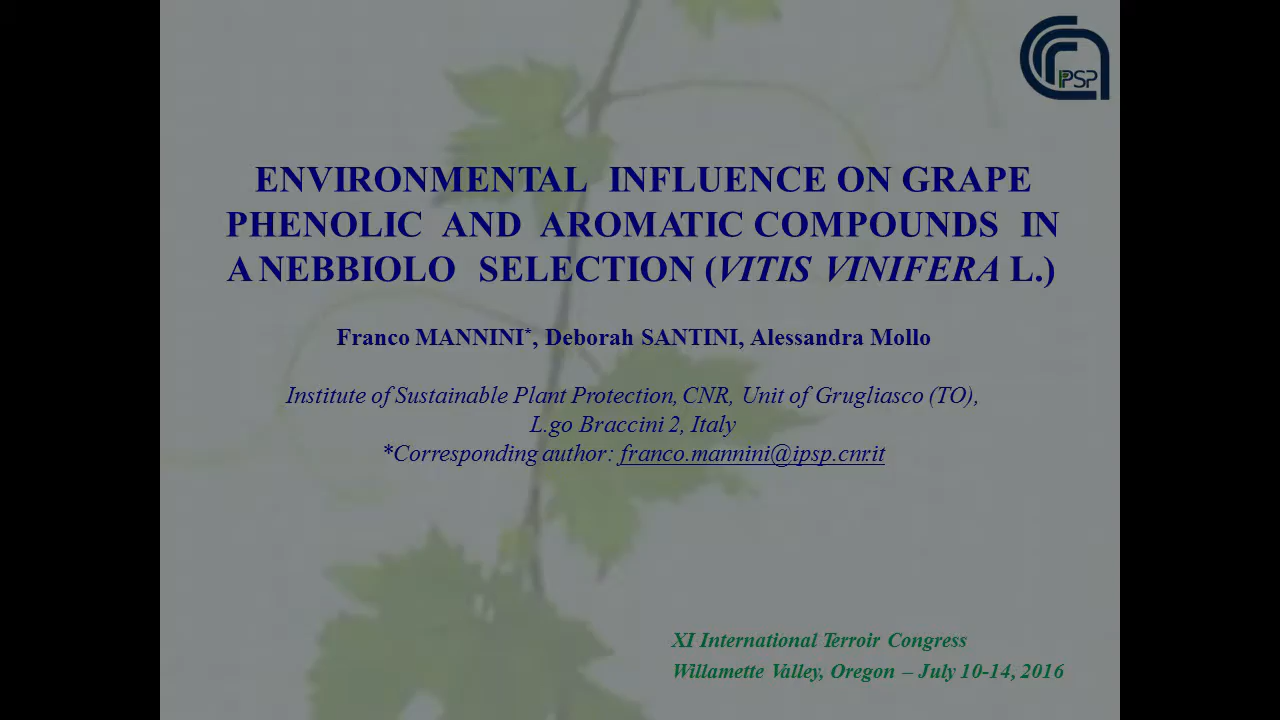 IPSP
ENVIRONMENTAL INFLUENCE ON GRAPE
PHENOLIC AND AROMATIC COMPOUNDS IN
A NEBBIOLO SELECTION (VITIS VINIFERA L.)
Franco MANNINI*, Deborah SANTINI, Alessandra Mollo
Institute of Sustainable Plant Protection, CNR, Unit of Grugliasco (TO),
L.go Braccini 2, Italy
*Corresponding author: franco.mannini@ipsp.cnr.it
XI International Terroir Congress
Willamette Valley, Oregon – July 10-14, 2016